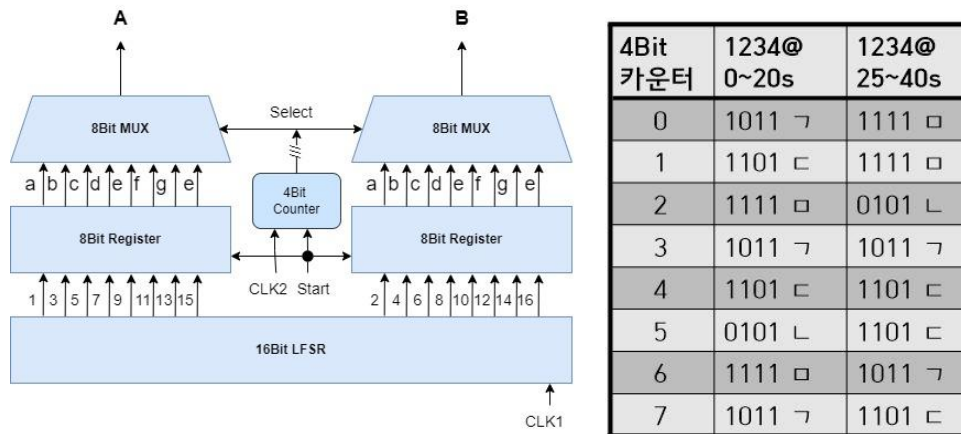 A
B
8Bit MUX
Select
8Bit MUX
a b c d e f g e
4Bit
Counter
a b c d e f g e
8Bit Register
CLK2 Start
8Bit Register
1 3 5 7 9 11 13 15
2 4 6 8 10 12 14 16
16Bit LFSR
CLK1
4Bit 카운터 1234@ 0~20s 1234@ 25~40s
0 1011 ㄱ 1111 ㅁ
1 1101 ㄷ 1111 ㅁ
2 1111 ㅁ 0101 ㄴ
3 1011 ㄱ 1011 ㄱ
4 1101 ㄷ 1101 ㄷ
5 0101 ㄴ 1101 ㄷ
6 1111 ㅁ 1011 ㄱ
7 1011 ㄱ 1101 ㄷ